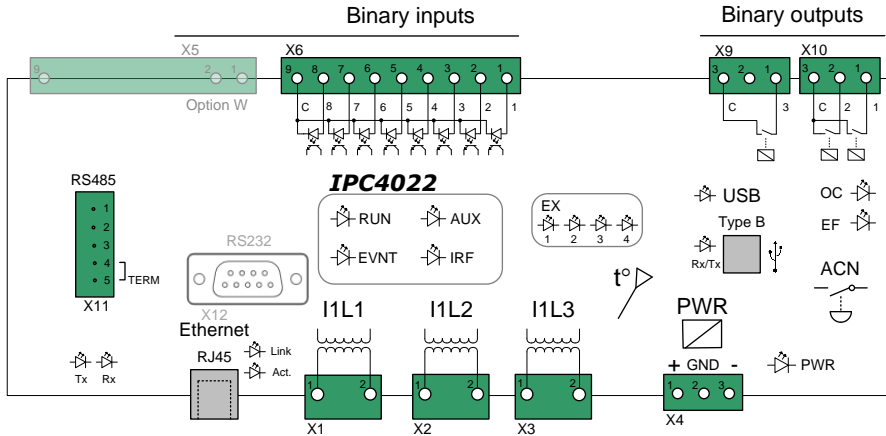 Binary inputs
Binary outputs
X5
X6
X9
X10
9 2 1
9 8 7 6 5 4 3 2 1
3 2 1
3 2 1
Option W
C 8 7 6 5 4 3 2 1
C 3
C 2 1
RS485
1
2
3
4
5
TERM
X11
RS232
X12
IPC4022
RUN
AUX
EVNT
IRF
EX
1 2 3 4
USB
Type B
Rx/Tx
OC
EF
ACN
t°
Ethernet
RJ45
Link
Act.
Tx Rx
I1L1
I1L2
I1L3
1 2
1 2
1 2
X1
X2
X3
PWR
+ GND -
1 2 3
X4
PWR